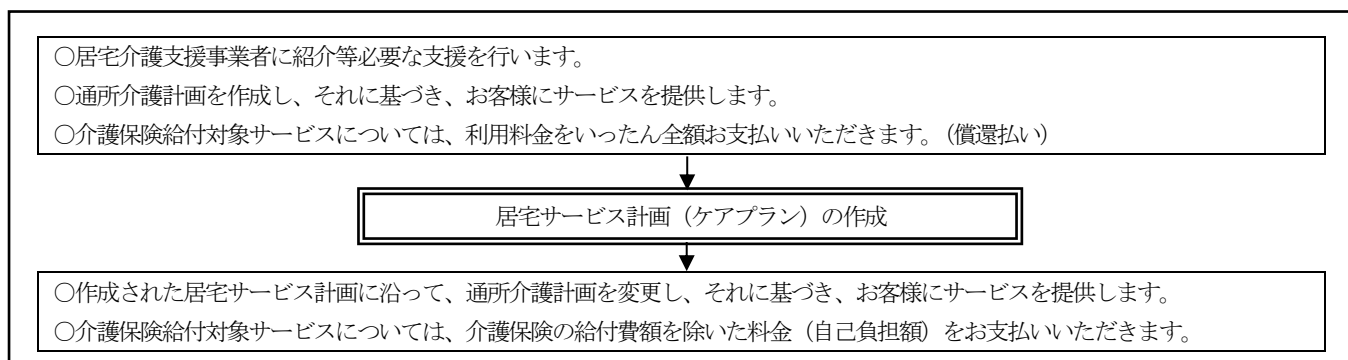 ○居宅介護支援事業者に紹介等必要な支援を行います。
○通所介護計画を作成し、それに基づき、お客様にサービスを提供します。
○介護保険給付対象サービスについては、利用料金をいったん全額お支払いいただきます。（償還払い）
居宅サービス計画（ケアプラン）の作成
○作成された居宅サービス計画に沿って、通所介護計画を変更し、それに基づき、お客様にサービスを提供します。
○介護保険給付対象サービスについては、介護保険の給付費額を除いた料金（自己負担額）をお支払いいただきます。